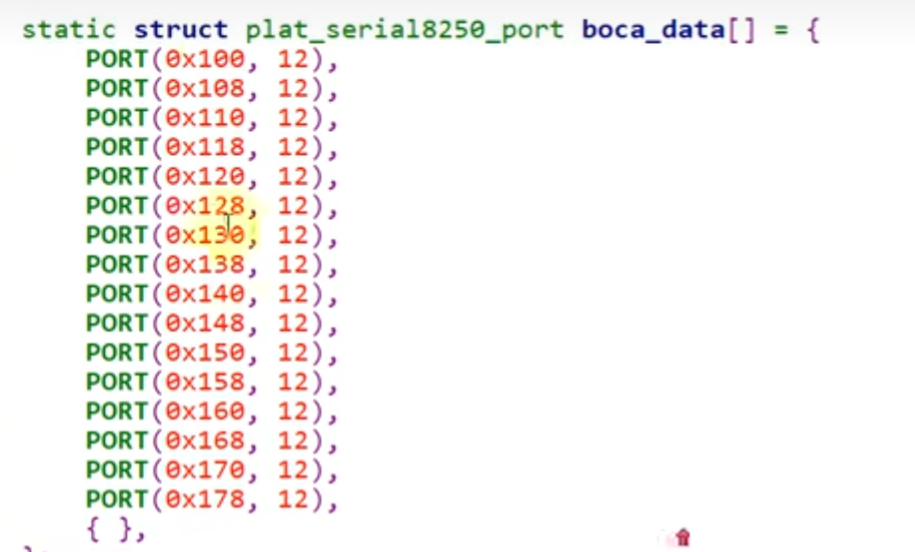 static struct plat_serial8250_port boca_data[] = {
    PORT(0x100, 12),
    PORT(0x108, 12),
    PORT(0x110, 12),
    PORT(0x118, 12),
    PORT(0x120, 12),
    PORT(0x128, 12),
    PORT(0x130, 12),
    PORT(0x138, 12),
    PORT(0x140, 12),
    PORT(0x148, 12),
    PORT(0x150, 12),
    PORT(0x158, 12),
    PORT(0x160, 12),
    PORT(0x168, 12),
    PORT(0x170, 12),
    PORT(0x178, 12),
    { },